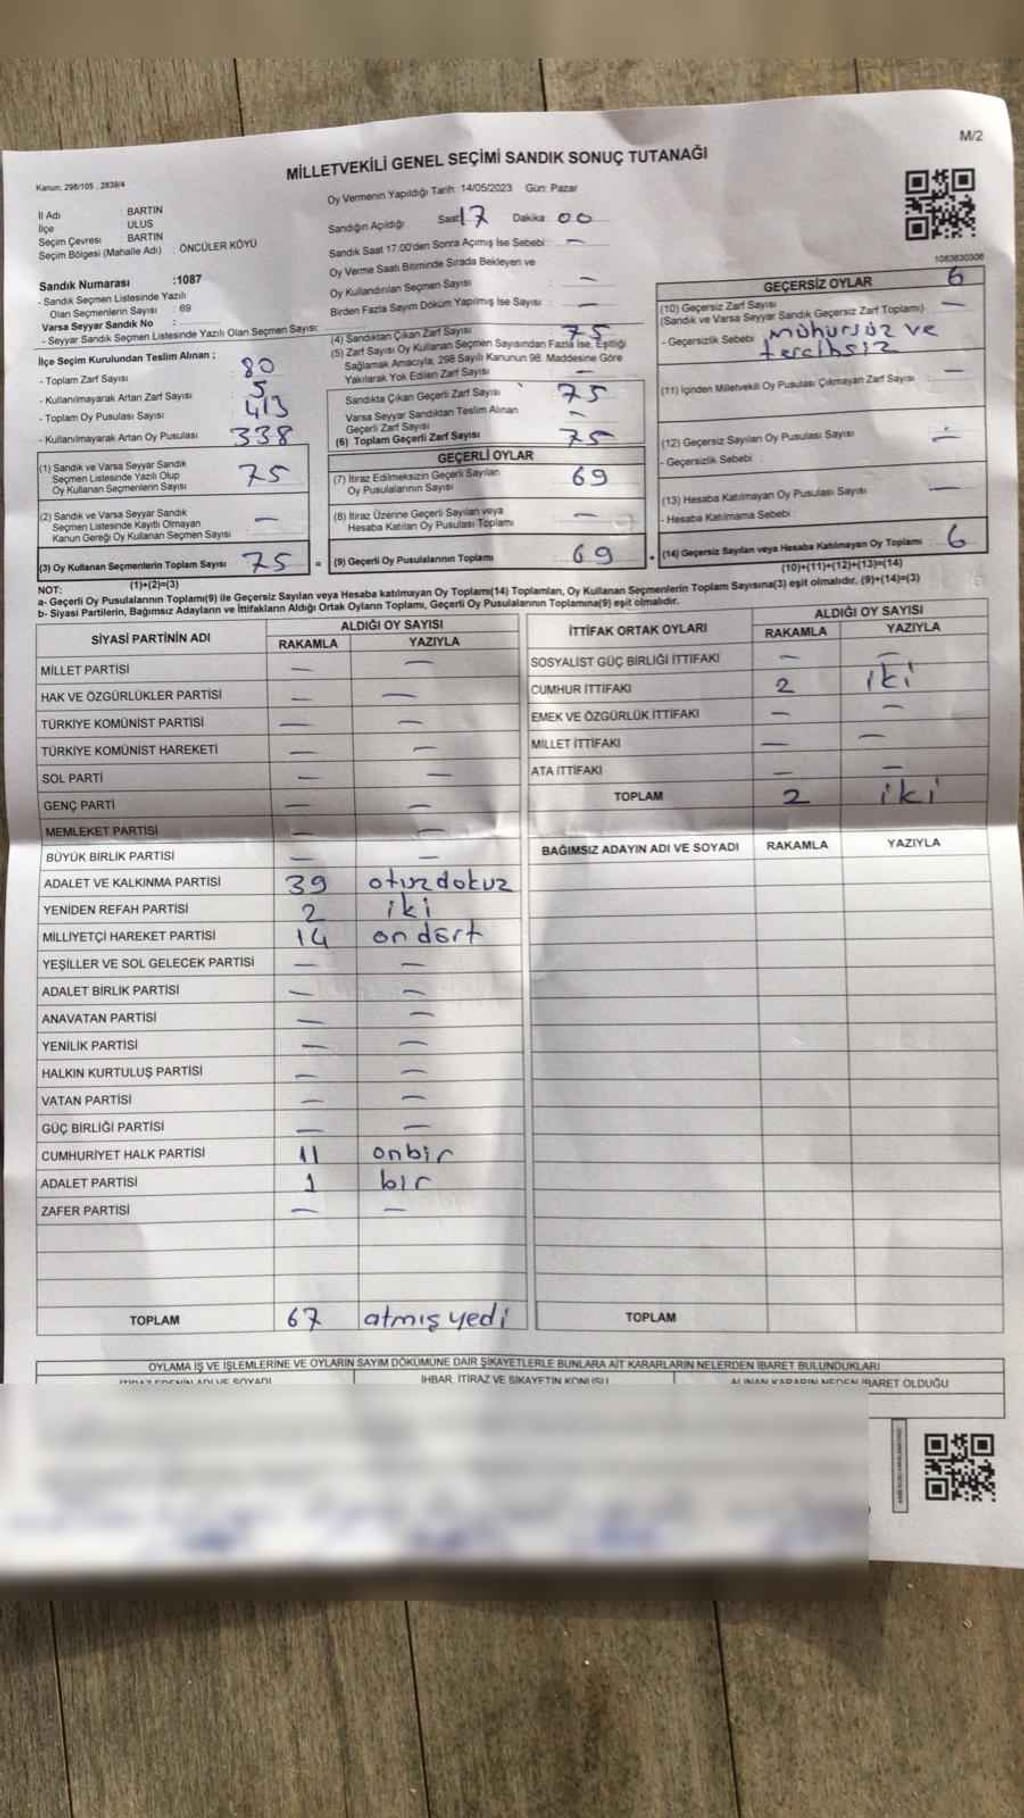 M/2
MİLLETVEKİLİ GENEL SEÇİMİ SANDIK SONUÇ TUTANAĞI
Kanun: 298/105 , 2839/4
Oy Vermenin Yapıldığı Tarih: 14/05/2023 Gün: Pazar
İl Adı : BARTIN
İlçe : ULUS
Seçim Çevresi : BARTIN
Seçim Bölgesi (Mahalle Adı) : ÖNCÜLER KÖYÜ
Sandığın Açıldığı Saat 17 Dakika 00
Sandık Saat 17.00'den Sonra Açılmış İse Sebebi : —
Oy Verme Saati Bitiminde Sırada Bekleyen ve
Oy Kullandırılan Seçmen Sayısı : —
Birden Fazla Sayım Döküm Yapılmış İse Sayısı : —
Sandık Numarası :1087
- Sandık Seçmen Listesinde Yazılı
Olan Seçmenlerin Sayısı : 69
Varsa Seyyar Sandık No :
- Seyyar Sandık Seçmen Listesinde Yazılı Olan Seçmen Sayısı:
İlçe Seçim Kurulundan Teslim Alınan ;
- Toplam Zarf Sayısı 80
- Kullanılmayarak Artan Zarf Sayısı 5
- Toplam Oy Pusulası Sayısı 413
- Kullanılmayarak Artan Oy Pusulası 338
(1) Sandık ve Varsa Seyyar Sandık
Seçmen Listesinde Yazılı Olup
Oy Kullanan Seçmenlerin Sayısı 75
(2) Sandık ve Varsa Seyyar Sandık
Seçmen Listesinde Kayıtlı Olmayan
Kanun Gereği Oy Kullanan Seçmen Sayısı —
(3) Oy Kullanan Seçmenlerin Toplam Sayısı 75
(1)+(2)=(3)
(4) Sandıktan Çıkan Zarf Sayısı 75
(5) Zarf Sayısı Oy Kullanan Seçmen Sayısından Fazla İse, Eşitliği
Sağlamak Amacıyla, 298 Sayılı Kanunun 98. Maddesine Göre
Yakılarak Yok Edilen Zarf Sayısı —
Sandıkta Çıkan Geçerli Zarf Sayısı 75
Varsa Seyyar Sandıktan Teslim Alınan
Geçerli Zarf Sayısı —
(6) Toplam Geçerli Zarf Sayısı 75
GEÇERLİ OYLAR
(7) İtiraz Edilmeksizin Geçerli Sayılan
Oy Pusulalarının Sayısı 69
(8) İtiraz Üzerine Geçerli Sayılan veya
Hesaba Katılan Oy Pusulası Toplamı —
= (9) Geçerli Oy Pusulalarının Toplamı 69
GEÇERSİZ OYLAR 6
(10) Geçersiz Zarf Sayısı
(Sandık ve Varsa Seyyar Sandık Geçersiz Zarf Toplamı) —
- Geçersizlik Sebebi mühürsüz ve
tercihsiz
(11) İçinden Milletvekili Oy Pusulası Çıkmayan Zarf Sayısı —
(12) Geçersiz Sayılan Oy Pusulası Sayısı —
- Geçersizlik Sebebi :
(13) Hesaba Katılmayan Oy Pusulası Sayısı —
- Hesaba Katılmama Sebebi :
(14) Geçersiz Sayılan veya Hesaba Katılmayan Oy Toplamı 6
(10)+(11)+(12)+(13)=(14)
NOT:
a- Geçerli Oy Pusulalarının Toplamı(9) ile Geçersiz Sayılan veya Hesaba katılmayan Oy Toplamı(14) Toplamları, Oy Kullanan Seçmenlerin Toplam Sayısına(3) eşit olmalıdır. (9)+(14)=(3)
b- Siyasi Partilerin, Bağımsız Adayların ve İttifakların Aldığı Ortak Oyların Toplamı, Geçerli Oy Pusulalarının Toplamına(9) eşit olmalıdır.
SİYASİ PARTİNİN ADI ALDIĞI OY SAYISI
RAKAMLA YAZIYLA
MİLLET PARTİSİ — —
HAK VE ÖZGÜRLÜKLER PARTİSİ — —
TÜRKİYE KOMÜNİST PARTİSİ — —
TÜRKİYE KOMÜNİST HAREKETİ — —
SOL PARTİ — —
GENÇ PARTİ — —
MEMLEKET PARTİSİ — —
BÜYÜK BİRLİK PARTİSİ — —
ADALET VE KALKINMA PARTİSİ 39 otuzdokuz
YENİDEN REFAH PARTİSİ 2 iki
MİLLİYETÇİ HAREKET PARTİSİ 14 ondört
YEŞİLLER VE SOL GELECEK PARTİSİ — —
ADALET BİRLİK PARTİSİ — —
ANAVATAN PARTİSİ — —
YENİLİK PARTİSİ — —
HALKIN KURTULUŞ PARTİSİ — —
VATAN PARTİSİ — —
GÜÇ BİRLİĞİ PARTİSİ — —
CUMHURİYET HALK PARTİSİ 11 onbir
ADALET PARTİSİ 1 bir
ZAFER PARTİSİ — —
TOPLAM 67 atmış yedi
İTTİFAK ORTAK OYLARI ALDIĞI OY SAYISI
RAKAMLA YAZIYLA
SOSYALİST GÜÇ BİRLİĞİ İTTİFAKI — —
CUMHUR İTTİFAKI 2 iki
EMEK VE ÖZGÜRLÜK İTTİFAKI — —
MİLLET İTTİFAKI — —
ATA İTTİFAKI — —
TOPLAM 2 iki
BAĞIMSIZ ADAYIN ADI VE SOYADI RAKAMLA YAZIYLA
TOPLAM
OYLAMA İŞ VE İŞLEMLERİNE VE OYLARIN SAYIM DÖKÜMÜNE DAİR ŞİKAYETLERLE BUNLARA AİT KARARLARIN NELERDEN İBARET BULUNDUKLARI
İTİRAZ EDENİN ADI VE SOYADI İHBAR, İTİRAZ VE ŞİKAYETİN KONUSU ALINAN KARARIN NEDEN İBARET OLDUĞU